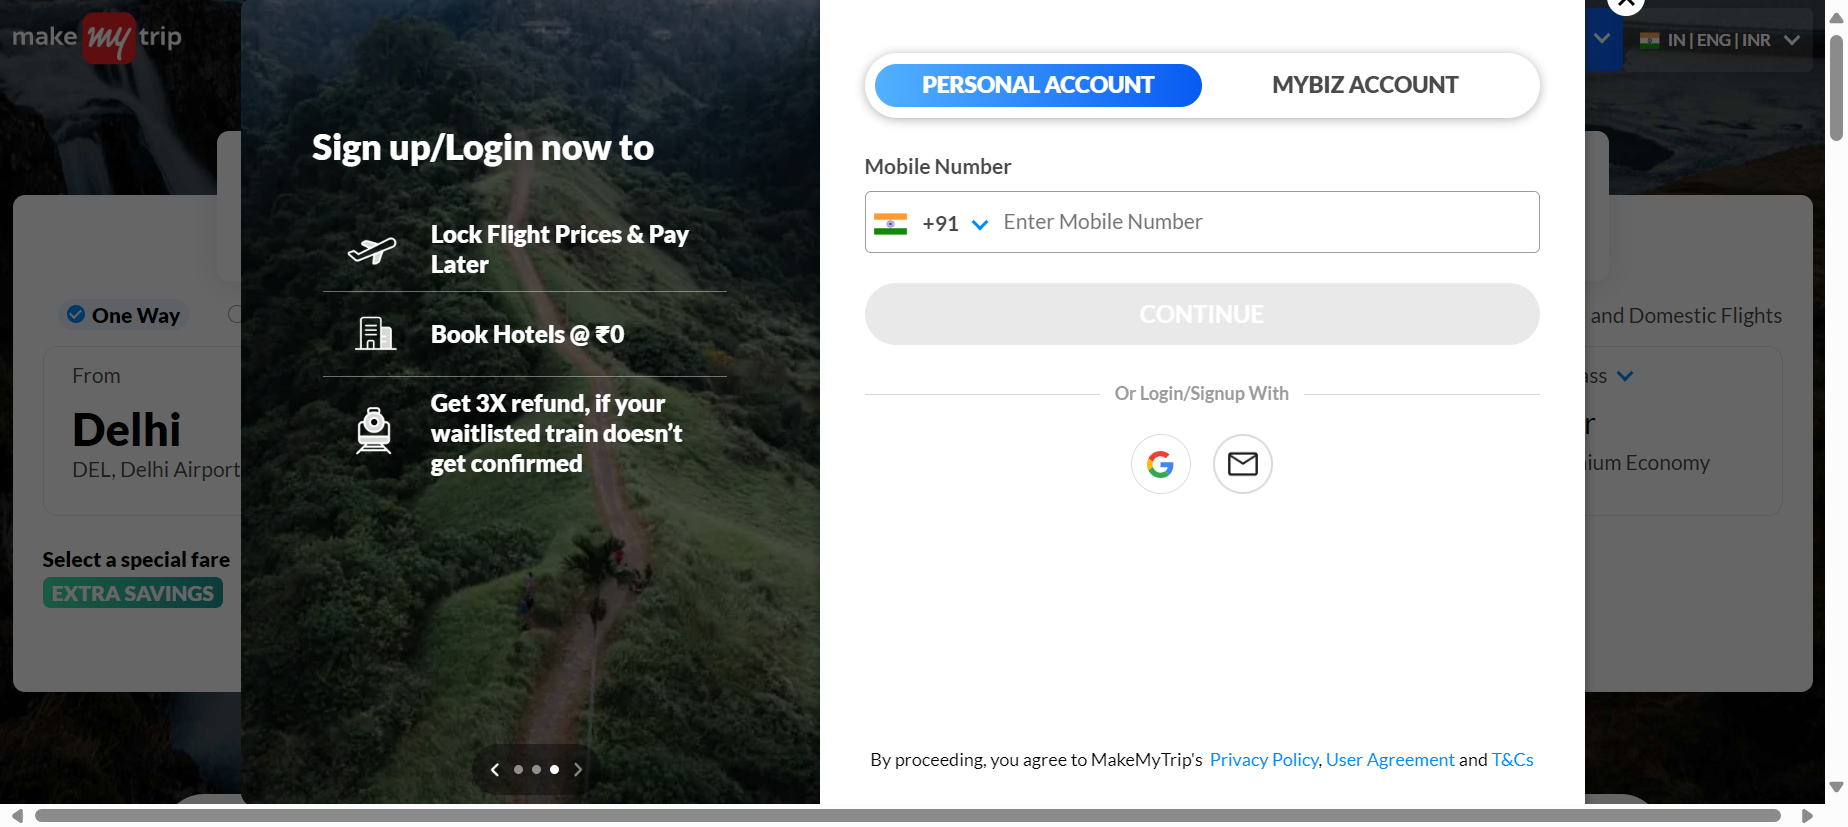 make my trip
IN | ENG | INR
One Way
From
Delhi
DEL, Delhi Airport
Select a special fare
EXTRA SAVINGS
Sign up/Login now to
Lock Flight Prices & Pay
Later
Book Hotels @ ₹0
Get 3X refund, if your
waitlisted train doesn’t
get confirmed
PERSONAL ACCOUNT
MYBIZ ACCOUNT
Mobile Number
+91
Enter Mobile Number
CONTINUE
Or Login/Signup With
By proceeding, you agree to MakeMyTrip's Privacy Policy, User Agreement and T&Cs
and Domestic Flights
Economy